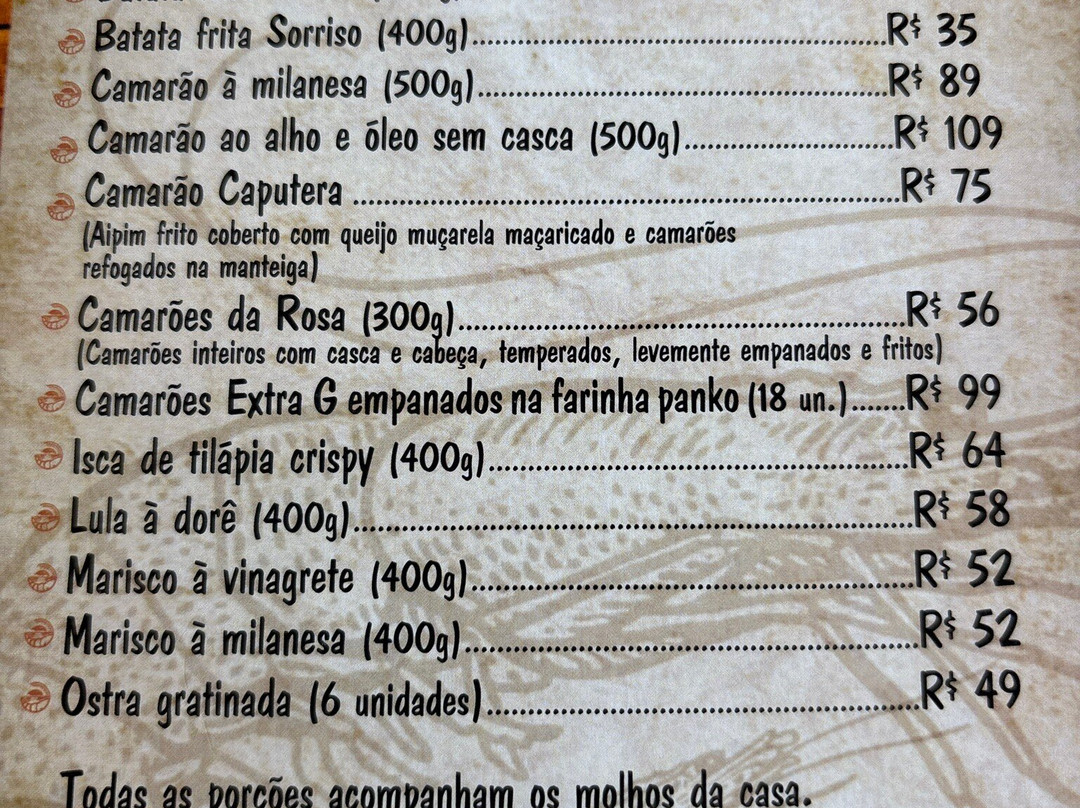 Batata frita Sorriso (400g)................R$ 35
Camarão à milanesa (500g)................R$ 89
Camarão ao alho e óleo sem casca (500g)................R$ 109
Camarão Caputera ................R$ 75
(Aipim frito coberto com queijo muçarela maçaricado e camarões
refogados na manteiga)
Camarões da Rosa (300g)................R$ 56
(Camarões inteiros com casca e cabeça, temperados, levemente empanados e fritos)
Camarões Extra G empanados na farinha panko (18 un.).......R$ 99
Isca de tilápia crispy (400g)................R$ 64
Lula à dorê (400g)................R$ 58
Marisco à vinagrete (400g)................R$ 52
Marisco à milanesa (400g)................R$ 52
Ostra gratinada (6 unidades)................R$ 49
Todas as porções acompanham os molhos da casa.